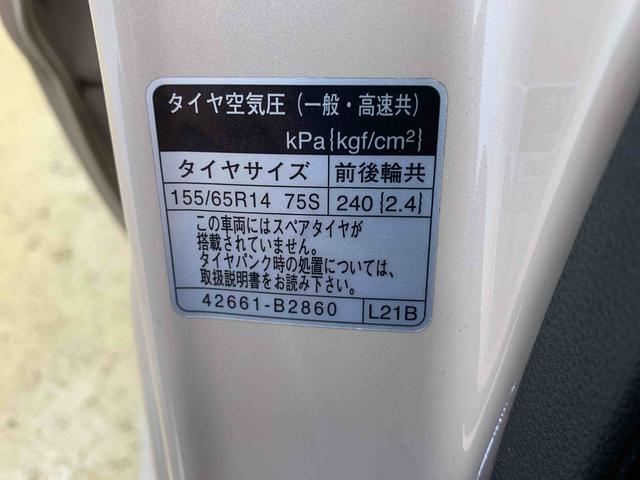 タイヤ空気圧（一般・高速共）
kPa{kgf/cm²}
タイヤサイズ 前後輪共
155/65R14 75S 240{2.4}
この車両にはスペアタイヤが
搭載されていません。
タイヤパンク時の処置については、
取扱説明書をお読み下さい。
42661-B2860 L21B